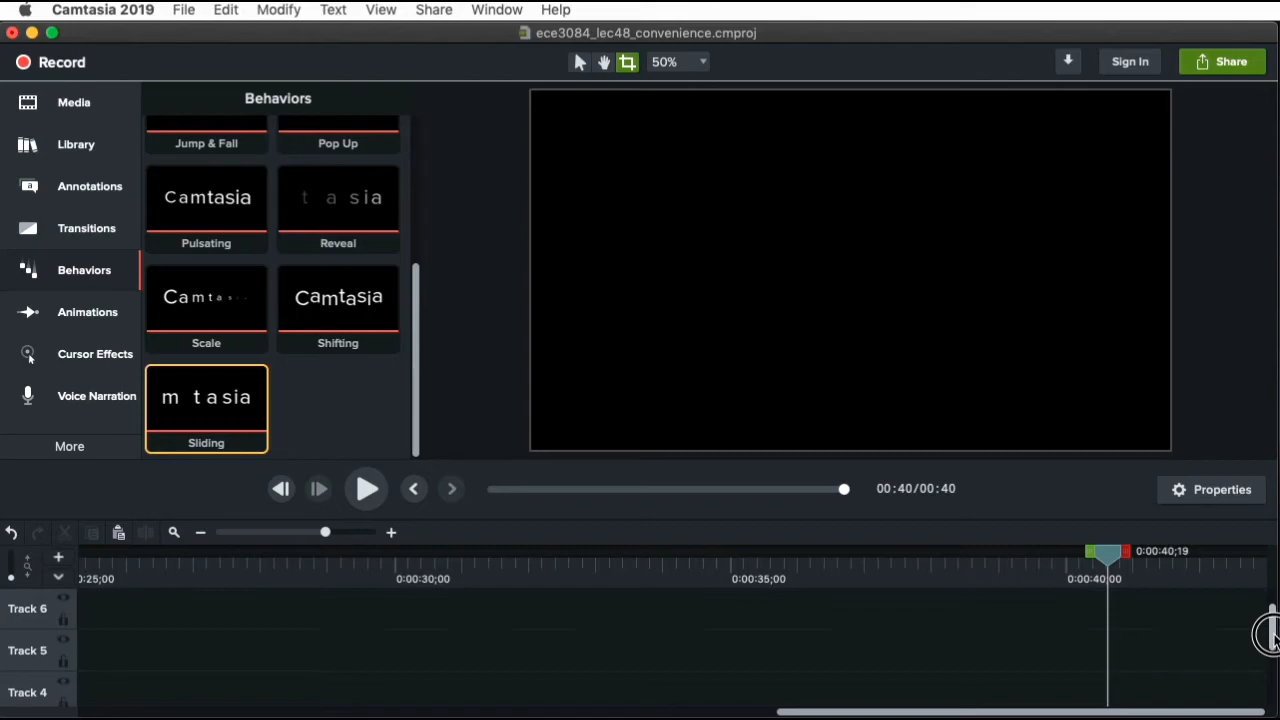 Camtasia 2019 File Edit Modify Text View Share Window Help
ece3084_lec48_convenience.cmproj
Record 50% Sign In Share
Media
Library
Annotations
Transitions
Behaviors
Animations
Cursor Effects
Voice Narration
More
Behaviors
Jump & Fall Pop Up
Camtasia t a sia
Pulsating Reveal
Camtas Camtasia
Scale Shifting
m t a sia
Sliding
00:40/00:40 Properties
0:00:40;19
0:25;00 0:00:30;00 0:00:35;00 0:00:40;00
Track 6
Track 5
Track 4